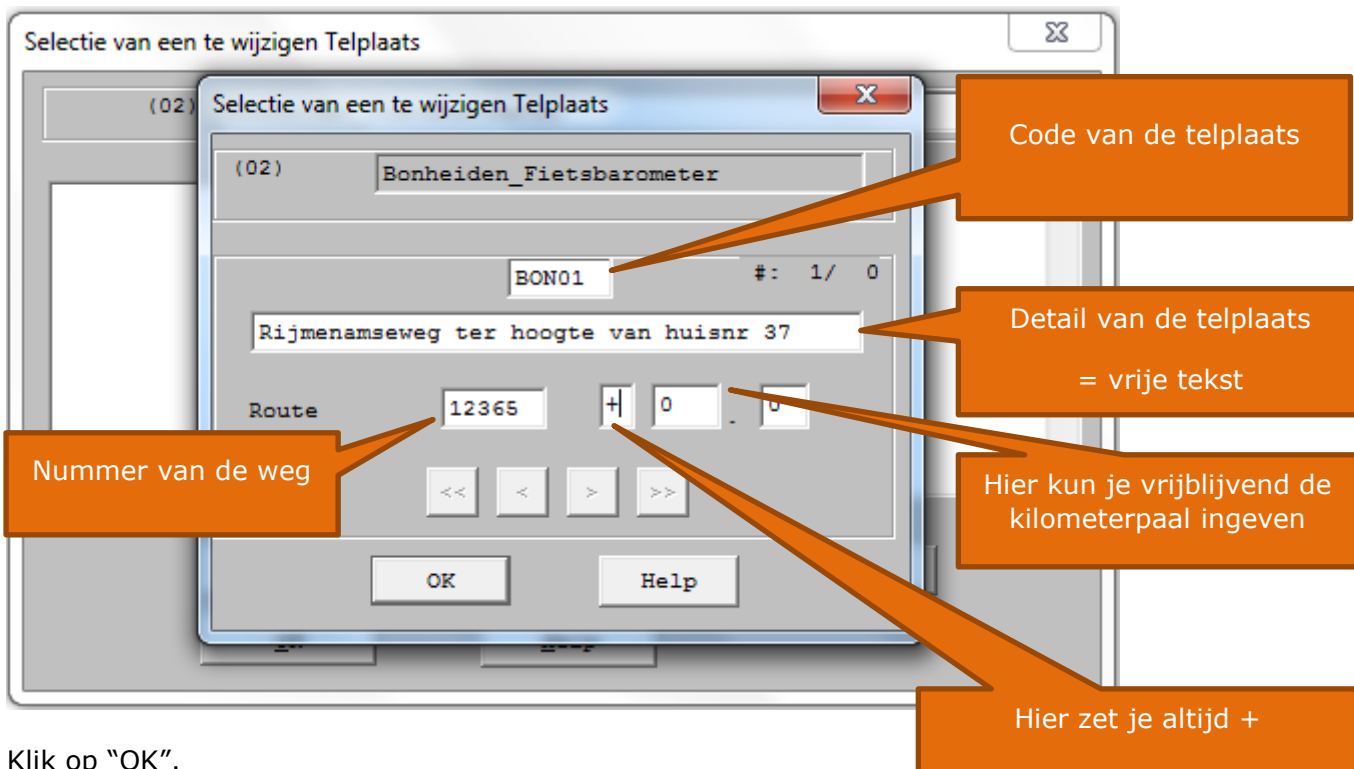 Selectie van een te wijzigen Telplaats
(02)
Selectie van een te wijzigen Telplaats
(02) Bonheiden_Fietsbarometer
Code van de telplaats
BON01 #: 1/ 0
Rijmenamseweg ter hoogte van huisnr 37
Detail van de telplaats
= vrije tekst
Route 12365 + 0 . 0
Nummer van de weg
<< < > >>
Hier kun je vrijblijvend de
kilometerpaal ingeven
OK Help
Hier zet je altijd +
Klik op “OK”.